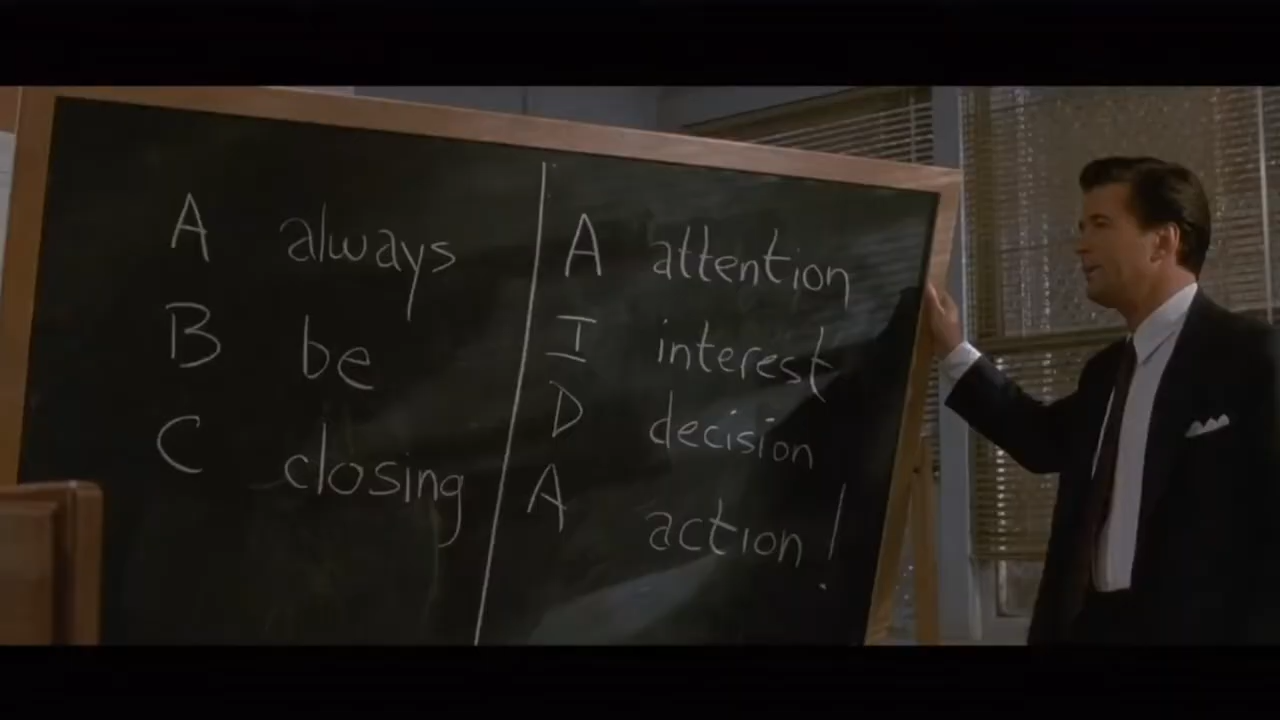 A always
B be
C closing
A attention
I interest
D decision
A action!